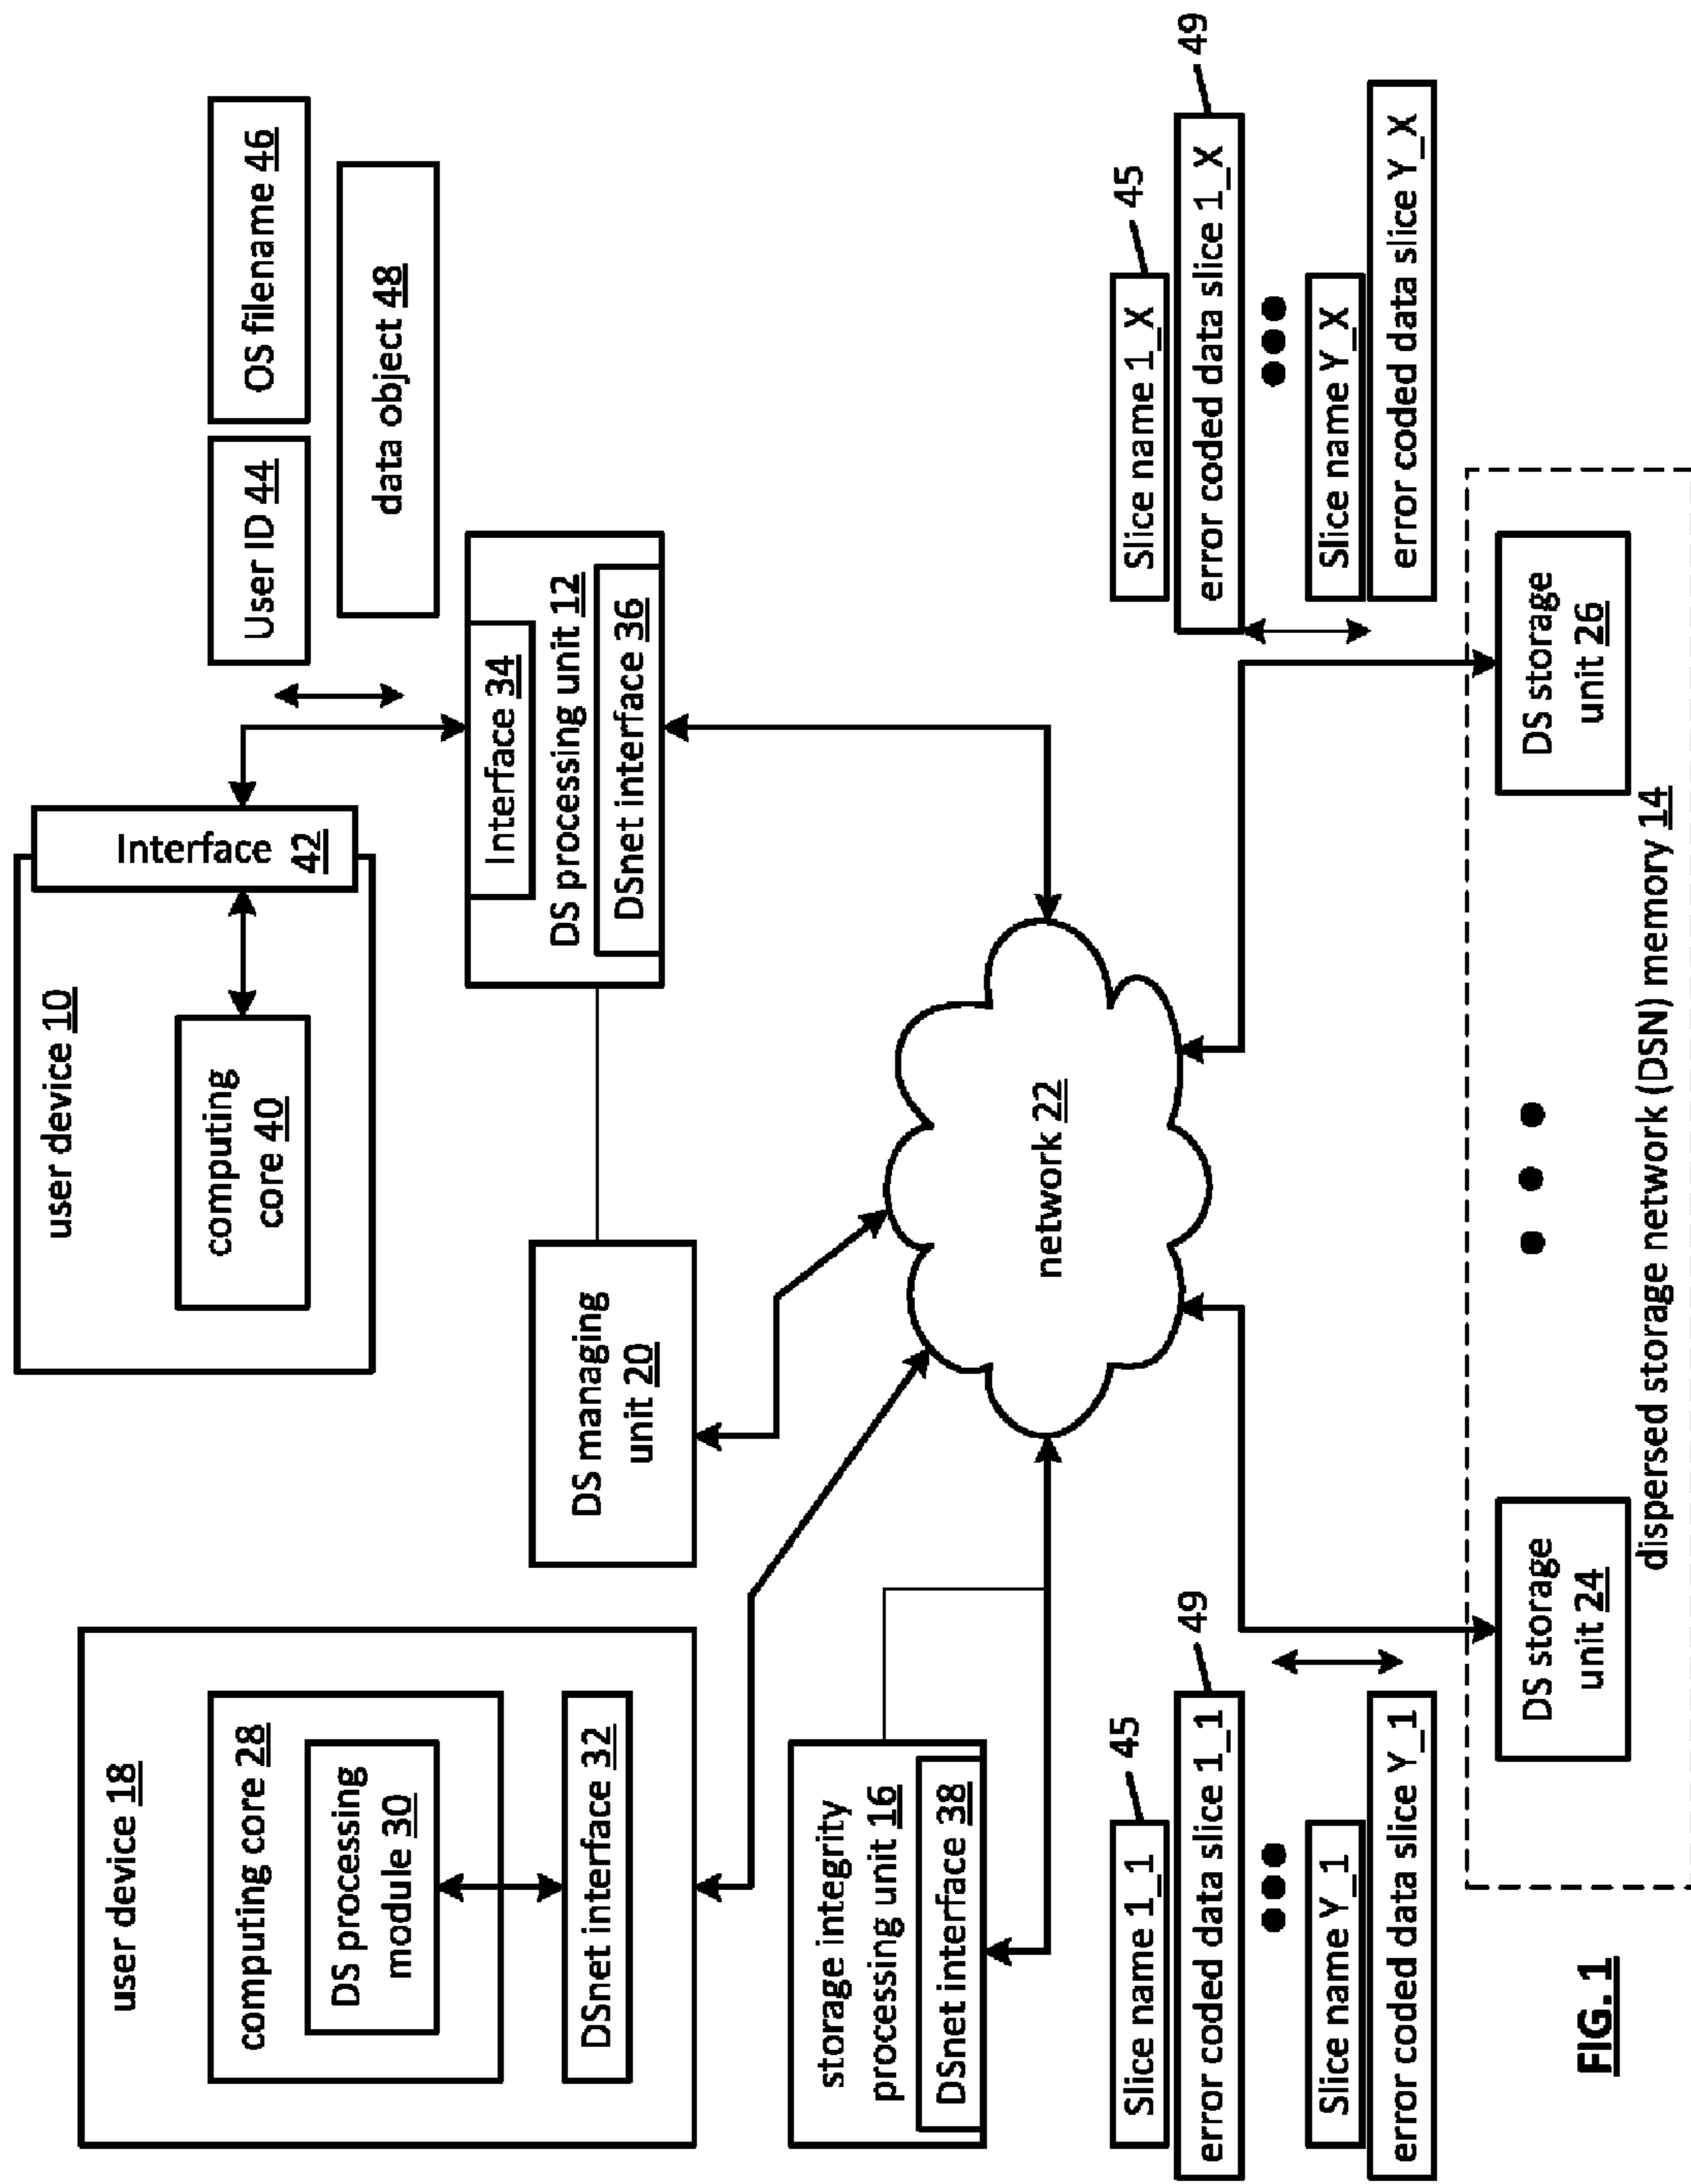 user device 18
computing core 28
DS processing
module 30
DSnet interface 32
user device 10
computing
core 40
Interface
42
User ID 44
OS filename 46
data object 48
DS managing
unit 20
Interface 34
DS processing unit 12
DSnet interface 36
storage integrity
processing unit 16
DSnet interface 38
network 22
Slice name 1_1
45
error coded data slice 1_1
49
Slice name Y_1
error coded data slice Y_1
Slice name 1_X
45
error coded data slice 1_X
49
Slice name Y_X
error coded data slice Y_X
DS storage
unit 24
DS storage
unit 26
dispersed storage network (DSN) memory 14
FIG. 1